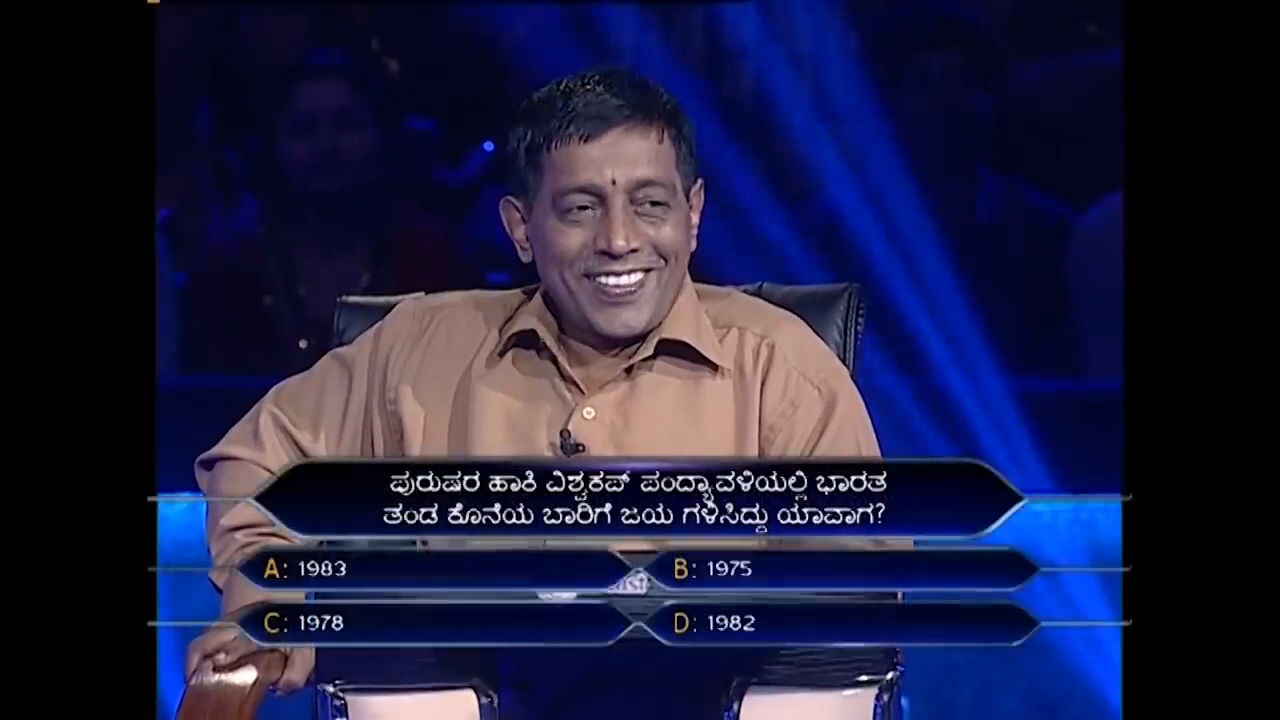 ಪುರುಷರ ಹಾಕಿ ವಿಶ್ವಕಪ್ ಪಂದ್ಯಾವಳಿಯಲ್ಲಿ ಭಾರತ
ತಂಡ ಕೊನೆಯ ಬಾರಿಗೆ ಜಯ ಗಳಿಸಿದ್ದು ಯಾವಾಗ?
A: 1983
B: 1975
C: 1978
D: 1982